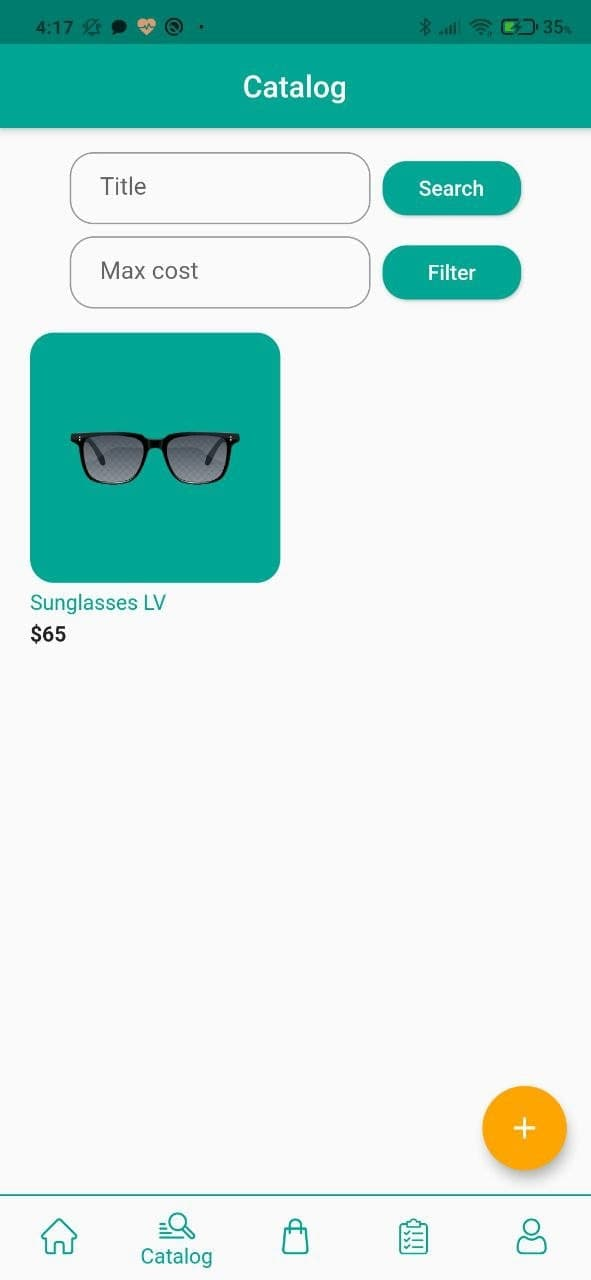 4:17 35%
Catalog
Title
Search
Max cost
Filter
Sunglasses LV
$65
+
Catalog